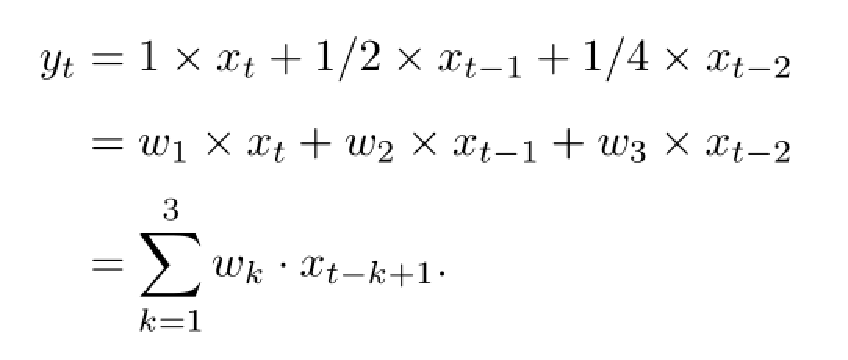 y_t = 1 × x_t + 1/2 × x_{t−1} + 1/4 × x_{t−2}
= w_1 × x_t + w_2 × x_{t−1} + w_3 × x_{t−2}
= \sum_{k=1}^{3} w_k · x_{t−k+1}.